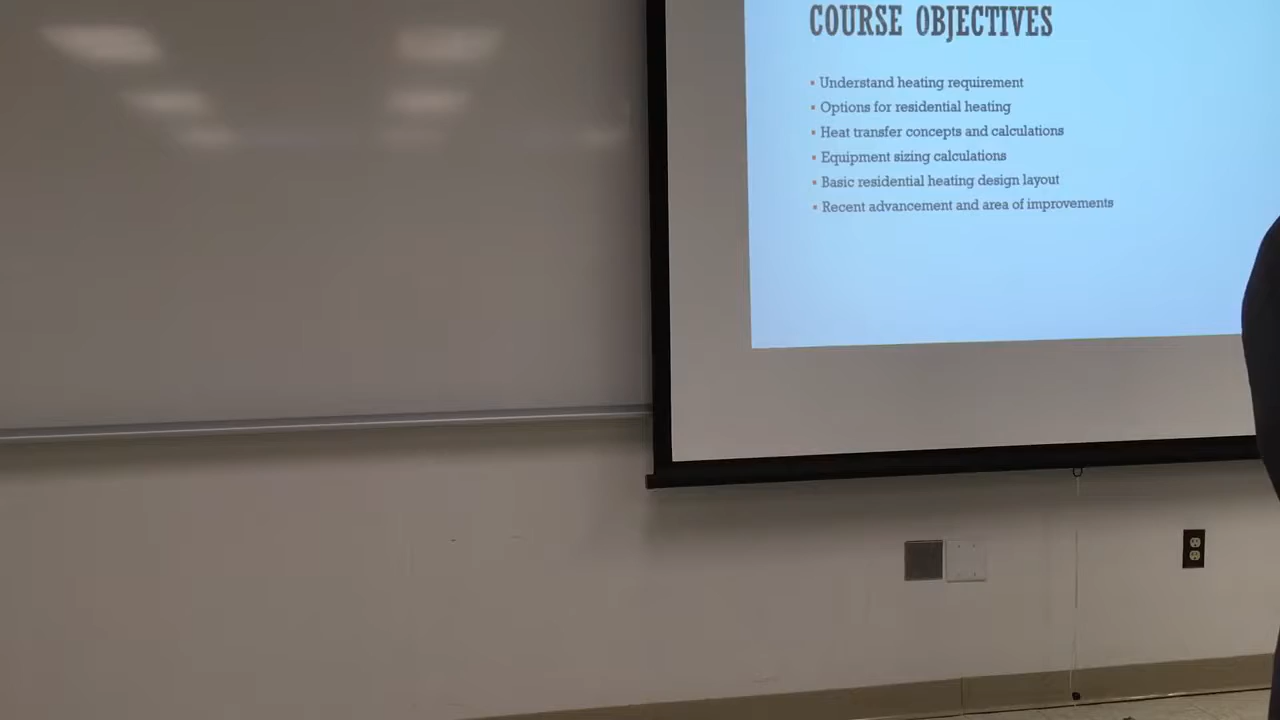 COURSE OBJECTIVES
▪ Understand heating requirement
▪ Options for residential heating
▪ Heat transfer concepts and calculations
▪ Equipment sizing calculations
▪ Basic residential heating design layout
▪ Recent advancement and area of improvements